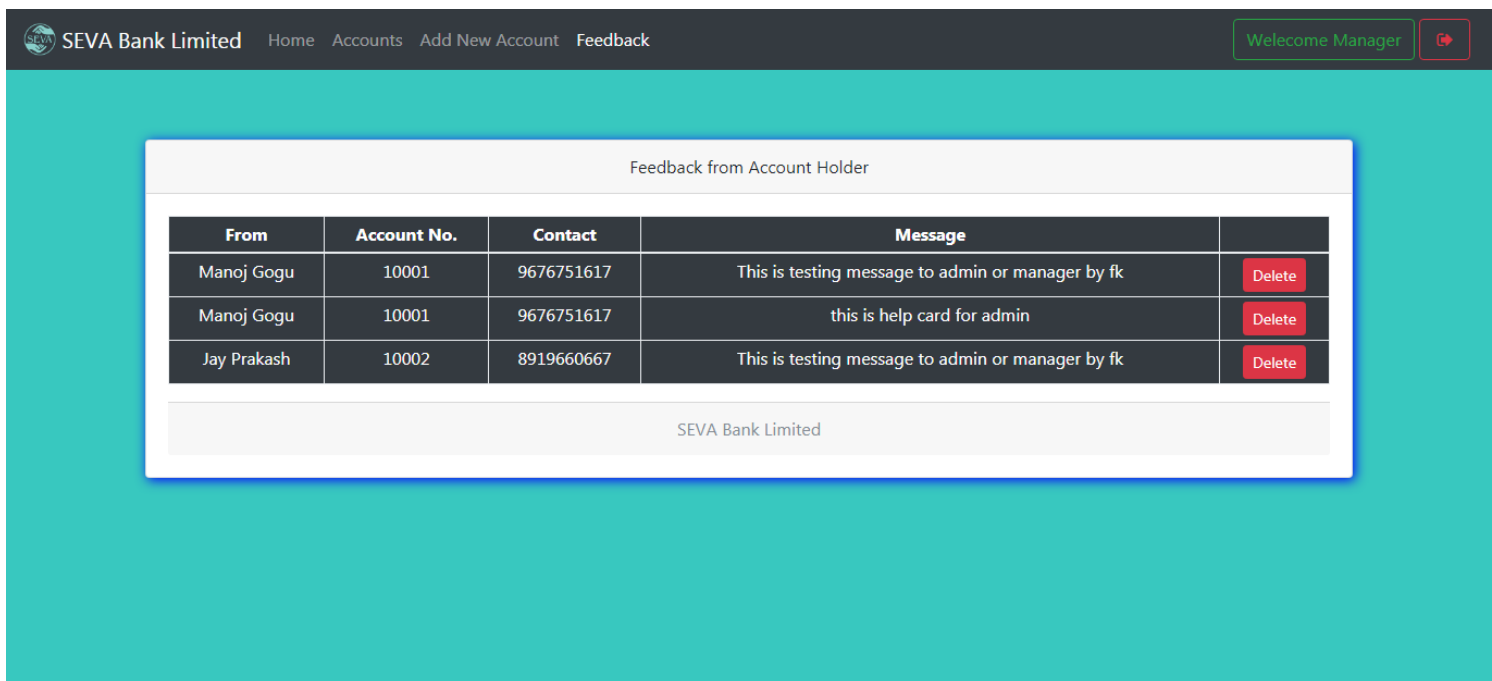 SEVA SEVA Bank Limited Home Accounts Add New Account Feedback Welecome Manager
Feedback from Account Holder
From Account No. Contact Message
Manoj Gogu 10001 9676751617 This is testing message to admin or manager by fk Delete
Manoj Gogu 10001 9676751617 this is help card for admin Delete
Jay Prakash 10002 8919660667 This is testing message to admin or manager by fk Delete
SEVA Bank Limited